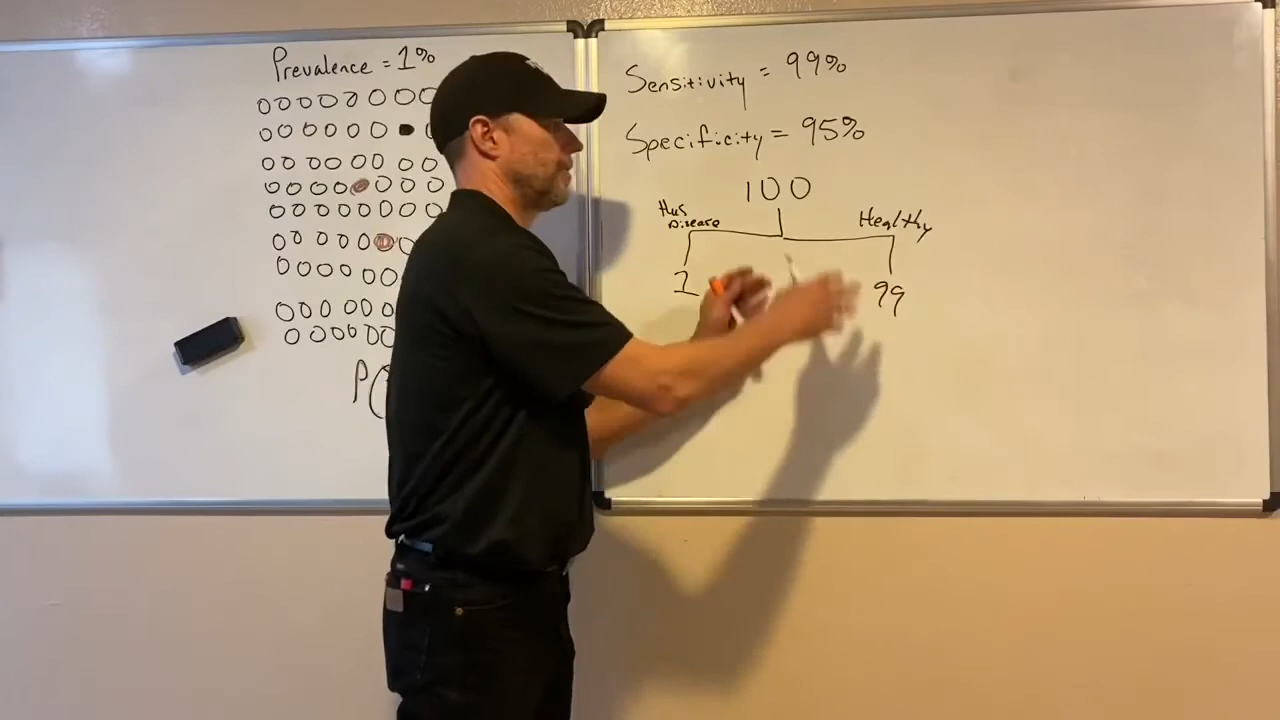 Prevalence = 1%
P(
Sensitivity = 99%
Specificity = 95%
100
Has
Disease
Healthy
1
99